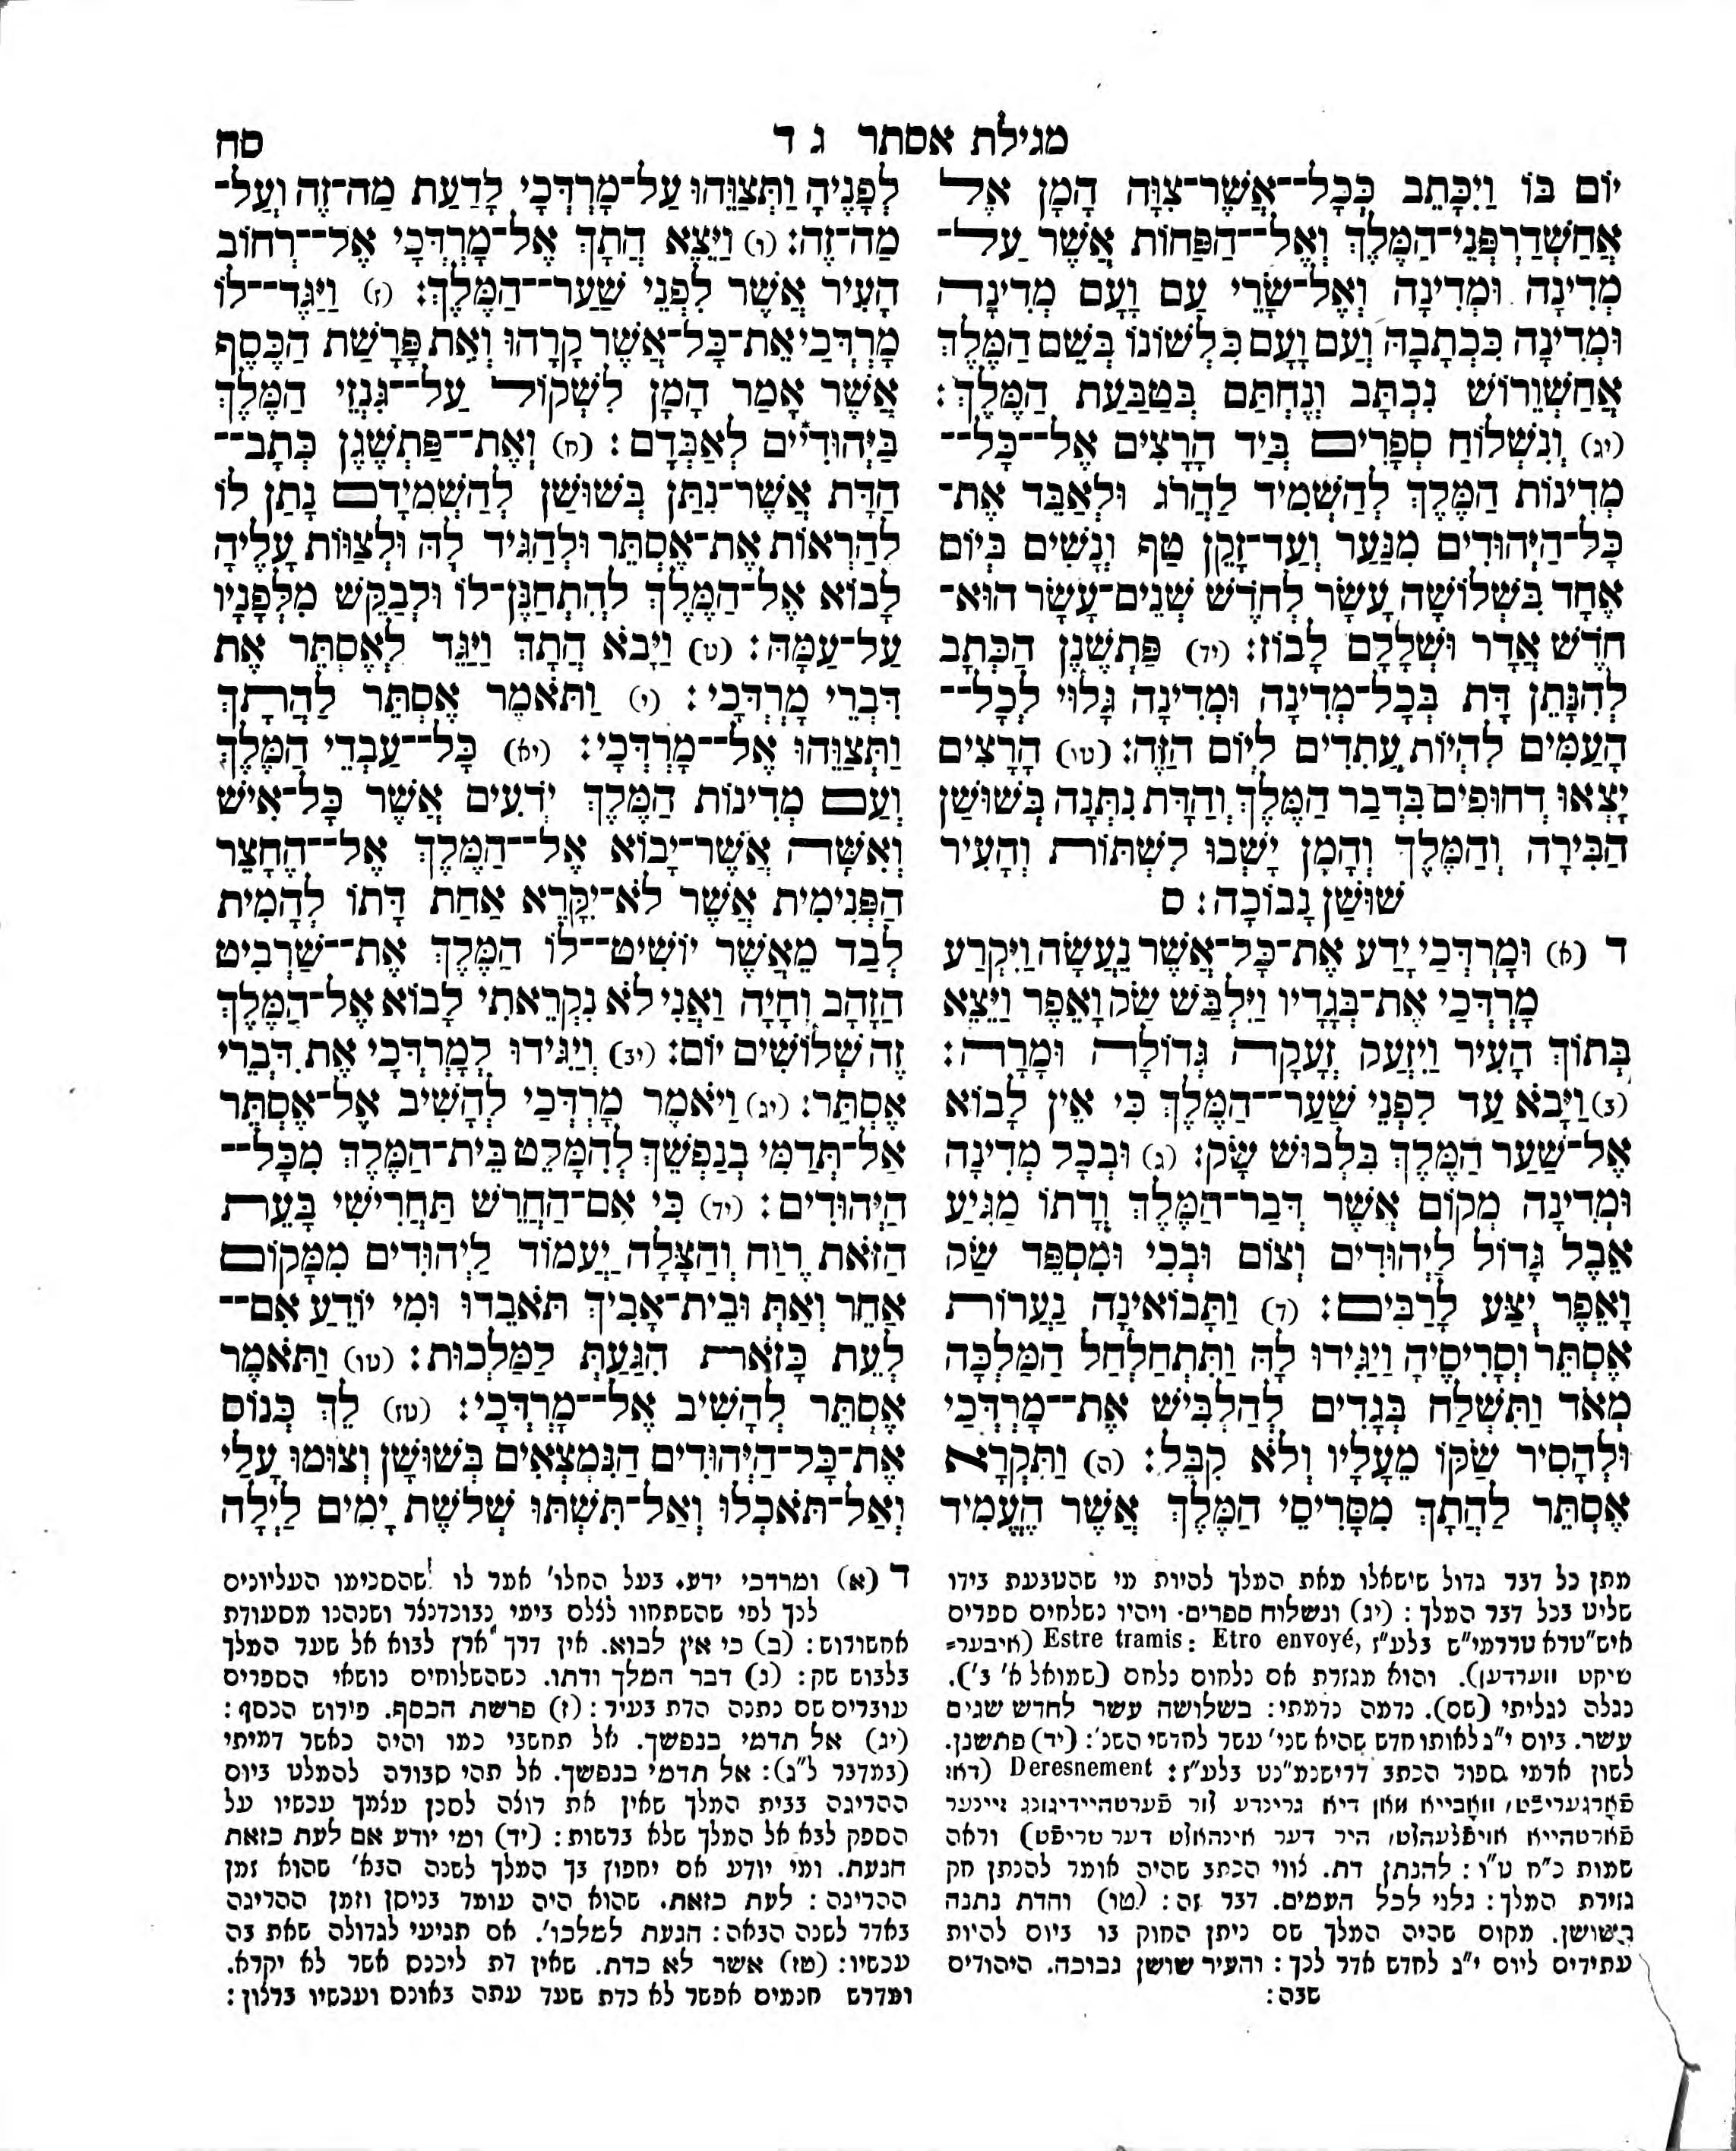 מגילת אסתר ג ד
סח
יוֹם בּוֹ וַיִּכָּתֵב כְּכָל־־אֲשֶׁר־צִוָּה הָמָן אֶל
אֲחַשְׁדַּרְפְּנֵי־הַמֶּלֶךְ וְאֶל־־הַפַּחוֹת אֲשֶׁר עַל־
מְדִינָה וּמְדִינָה וְאֶל־שָׂרֵי עַם וָעָם מְדִינָה
וּמְדִינָה כִּכְתָבָהּ וְעַם וָעָם כִּלְשׁוֹנוֹ בְּשֵׁם הַמֶּלֶךְ
אֲחַשְׁוֵרוֹשׁ נִכְתָּב וְנֶחְתָּם בְּטַבַּעַת הַמֶּלֶךְ:
(יג) וְנִשְׁלוֹחַ סְפָרִים בְּיַד הָרָצִים אֶל־־כָּל־־
מְדִינוֹת הַמֶּלֶךְ לְהַשְׁמִיד לַהֲרֹג וּלְאַבֵּד אֶת־
כָּל־הַיְּהוּדִים מִנַּעַר וְעַד־זָקֵן טַף וְנָשִׁים בְּיוֹם
אֶחָד בִּשְׁלוֹשָׁה עָשָׂר לְחֹדֶשׁ שְׁנֵים־עָשָׂר הוּא־
חֹדֶשׁ אֲדָר וּשְׁלָלָם לָבוֹז: (יד) פַּתְשֶׁגֶן הַכְּתָב
לְהִנָּתֵן דָּת בְּכָל־מְדִינָה וּמְדִינָה גָּלוּי לְכָל־־
הָעַמִּים לִהְיוֹת עֲתִדִים לַיּוֹם הַזֶּה: (טו) הָרָצִים
יָצְאוּ דְחוּפִים בִּדְבַר הַמֶּלֶךְ וְהַדָּת נִתְּנָה בְּשׁוּשַׁן
הַבִּירָה וְהַמֶּלֶךְ וְהָמָן יָשְׁבוּ לִשְׁתּוֹת וְהָעִיר
שׁוּשָׁן נָבוֹכָה: ס
ד (א) וּמָרְדֳּכַי יָדַע אֶת־כָּל־אֲשֶׁר נַעֲשָׂה וַיִּקְרַע
מָרְדֳּכַי אֶת־בְּגָדָיו וַיִּלְבַּשׁ שַׂק וָאֵפֶר וַיֵּצֵא
בְּתוֹךְ הָעִיר וַיִּזְעַק זְעָקָה גְּדוֹלָה וּמָרָה:
(ב) וַיָּבֹא עַד לִפְנֵי שַׁעַר־־הַמֶּלֶךְ כִּי אֵין לָבוֹא
אֶל־שַׁעַר הַמֶּלֶךְ בִּלְבוּשׁ שָׂק: (ג) וּבְכָל מְדִינָה
וּמְדִינָה מְקוֹם אֲשֶׁר דְּבַר־הַמֶּלֶךְ וְדָתוֹ מַגִּיעַ
אֵבֶל גָּדוֹל לַיְּהוּדִים וְצוֹם וּבְכִי וּמִסְפֵּד שַׂק
וָאֵפֶר יֻצַּע לָרַבִּים: (ד) וַתָּבוֹאינָה נַעֲרוֹת
אֶסְתֵּר וְסָרִיסֶיהָ וַיַּגִּידוּ לָהּ וַתִּתְחַלְחַל הַמַּלְכָּה
מְאֹד וַתִּשְׁלַח בְּגָדִים לְהַלְבִּישׁ אֶת־־מָרְדֳּכַי
וּלְהָסִיר שַׂקּוֹ מֵעָלָיו וְלֹא קִבֵּל: (ה) וַתִּקְרָא
אֶסְתֵּר לַהֲתָךְ מִסָּרִיסֵי הַמֶּלֶךְ אֲשֶׁר הֶעֱמִיד
לְפָנֶיהָ וַתְּצַוֵּהוּ עַל־מָרְדֳּכָי לָדַעַת מַה־זֶּה וְעַל־
מַה־זֶּה: (ו) וַיֵּצֵא הֲתָךְ אֶל־מָרְדֳּכָי אֶל־־רְחוֹב
הָעִיר אֲשֶׁר לִפְנֵי שַׁעַר־־הַמֶּלֶךְ: (ז) וַיַּגֶּד־־לוֹ
מָרְדֳּכַי אֵת־כָּל־אֲשֶׁר קָרָהוּ וְאֵת פָּרָשַׁת הַכֶּסֶף
אֲשֶׁר אָמַר הָמָן לִשְׁקוֹל עַל־־גִּנְזֵי הַמֶּלֶךְ
בַּיְּהוּדִיִּים לְאַבְּדָם: (ח) וְאֶת־־פַּתְשֶׁגֶן כְּתָב־־
הַדָּת אֲשֶׁר־נִתַּן בְּשׁוּשָׁן לְהַשְׁמִידָם נָתַן לוֹ
לְהַרְאוֹת אֶת־אֶסְתֵּר וּלְהַגִּיד לָהּ וּלְצַוּוֹת עָלֶיהָ
לָבוֹא אֶל־הַמֶּלֶךְ לְהִתְחַנֶּן־לוֹ וּלְבַקֵּשׁ מִלְּפָנָיו
עַל־עַמָּהּ: (ט) וַיָּבֹא הֲתָךְ וַיַּגֵּד לְאֶסְתֵּר אֵת
דִּבְרֵי מָרְדֳּכָי: (י) וַתֹּאמֶר אֶסְתֵּר לַהֲתָךְ
וַתְּצַוֵּהוּ אֶל־־מָרְדֳּכָי: (יא) כָּל־־עַבְדֵי הַמֶּלֶךְ
וְעַם מְדִינוֹת הַמֶּלֶךְ יֹדְעִים אֲשֶׁר כָּל־אִישׁ
וְאִשָּׁה אֲשֶׁר־יָבוֹא אֶל־־הַמֶּלֶךְ אֶל־־הֶחָצֵר
הַפְּנִימִית אֲשֶׁר לֹא־יִקָּרֵא אַחַת דָּתוֹ לְהָמִית
לְבַד מֵאֲשֶׁר יוֹשִׁיט־־לוֹ הַמֶּלֶךְ אֶת־־שַׁרְבִיט
הַזָּהָב וְחָיָה וַאֲנִי לֹא נִקְרֵאתִי לָבוֹא אֶל־הַמֶּלֶךְ
זֶה שְׁלוֹשִׁים יוֹם: (יב) וַיַּגִּידוּ לְמָרְדֳּכָי אֵת דִּבְרֵי
אֶסְתֵּר: (יג) וַיֹּאמֶר מָרְדֳּכַי לְהָשִׁיב אֶל־אֶסְתֵּר
אַל־תְּדַמִּי בְנַפְשֵׁךְ לְהִמָּלֵט בֵּית־הַמֶּלֶךְ מִכָּל־־
הַיְּהוּדִים: (יד) כִּי אִם־הַחֲרֵשׁ תַּחֲרִישִׁי בָּעֵת
הַזֹּאת רֶוַח וְהַצָּלָה יַעֲמוֹד לַיְּהוּדִים מִמָּקוֹם
אַחֵר וְאַתְּ וּבֵית־אָבִיךְ תֹּאבֵדוּ וּמִי יוֹדֵעַ אִם־־
לְעֵת כָּזֹאת הִגַּעַתְּ לַמַּלְכוּת: (טו) וַתֹּאמֶר
אֶסְתֵּר לְהָשִׁיב אֶל־־מָרְדֳּכָי: (טז) לֵךְ כְּנוֹס
אֶת־כָּל־הַיְּהוּדִים הַנִּמְצְאִים בְּשׁוּשָׁן וְצוּמוּ עָלַי
וְאַל־תֹּאכְלוּ וְאַל־תִּשְׁתּוּ שְׁלֹשֶׁת יָמִים לַיְלָה
מתן כל דבר גדול שישאלו מאת המלך להיות מי שהטבעת בידו
שליט בכל דבר המלך: (יג) ונשלוח ספרים. ויהיו נשלחים ספרים
איש"טרא טרדמי"ש בלע"ז Estre tramis: Etro envoyé, (איבער=
שיקט ווערדען). והוא מגזרת אם נלחום נלחם (שמואל א' ב').
נגלה נגליתי (שם). נדמה נדמתי: בשלושה עשר לחדש שנים
עשר. ביום י"ג לאותו חדש שהיא שני' עשר לחדשי השנ': (יד) פתשגן.
לשון ארמי ספור הכתב דרישנמ"נט בלע"ז: Deresnement (דאז
פֿאָרגעריבט, וואָבייא מאן דיא גרינדע זור פֿערטהיידיגונג זיינער
פֿארטהייא אויפֿלעהלט, היר דער אינהאלט דער שריפֿט) וראה
שמות כ"ח ט"ו: להנתן דת. לווי הכתב שהיה אומר להנתן חק
גזירת המלך: גלוי לכל העמים. דבר זה: (טו) והדת נתנה
בשושן. מקום שהיה המלך שם ניתן החוק בו ביום להיות
עתידים ליום י"ג לחדש אדר לכך: והעיר שושן נבוכה. היהודים
שבה:
ד (א) ומרדכי ידע. בעל החלו' אמר לו שהסכימו העליונים
לכך לפי שהשתחוו ללם בימי נבוכדנצר ושנהנו מסעודת
אחשורוש: (ב) כי אין לבוא. אין דרך ארץ לבוא אל שער המלך
בלבוש שק: (ג) דבר המלך ודתו. כשהשלוחים נושאי הספרים
עוברים שם נתנה הדת בעיר: (ז) פרשת הכסף. פירוש הכסף:
(יג) אל תדמי בנפשך. אל תחשבי כמו והיה כאשר דמיתי
(במדבר ל"ג): אל תדמי בנפשך. אל תהי סבורה להמלט ביום
ההריגה בבית המלך שאין את רוצה לסכן עצמך עכשיו על
הספק לבא אל המלך שלא ברשות: (יד) ומי יודע אם לעת כזאת
הגעת. ומי יודע אם יחפוץ בך המלך לשנה הבא' שהוא זמן
ההריגה: לעת כזאת. שהוא היה עומד בניסן וזמן ההריגה
באדר לשנה הבאה: הגעת למלכו'. אם תגיעי לגדולה שאת בה
עכשיו: (טז) אשר לא כדת. שאין דת ליכנס אשר לא יקרא.
ומדרש חכמים אפשר לא כדת שעד עתה באונס ועכשיו ברצון: